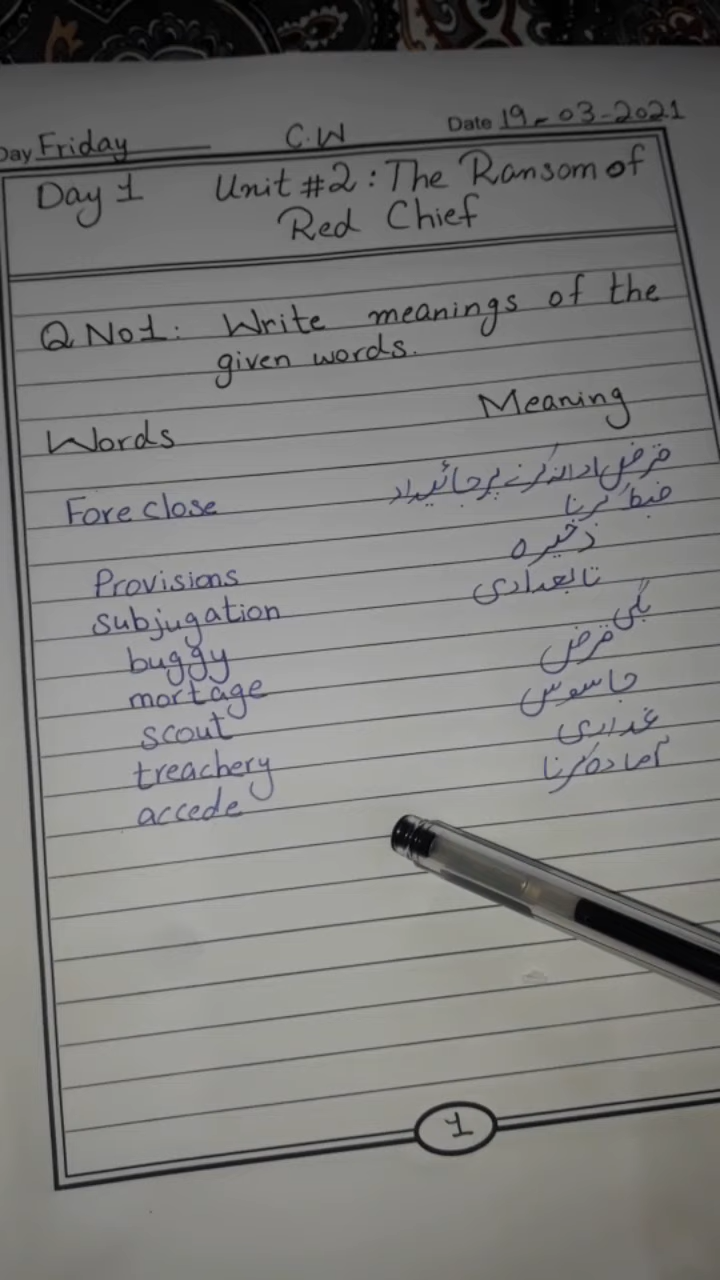 Day Friday C.W Date 19-03-2021
Day 1 Unit #2: The Ransom of
Red Chief
Q No1: Write meanings of the
given words.
Words Meaning
Foreclose قرض ادا نہ کرنے پر جائیداد
ضبط کرنا
Provisions ذخیرہ
subjugation تابعداری
buggy بگی
mortage قرض
scout جاسوس
treachery غداری
accede آمادہ کرنا
1